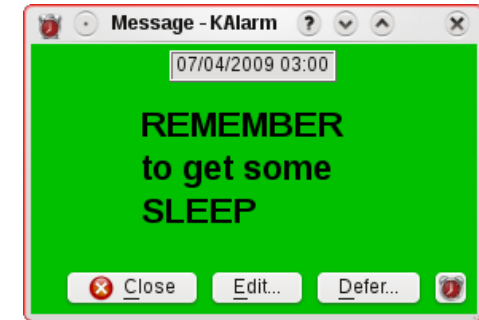 Message - KAlarm
07/04/2009 03:00
REMEMBER
to get some
SLEEP
Close Edit... Defer...